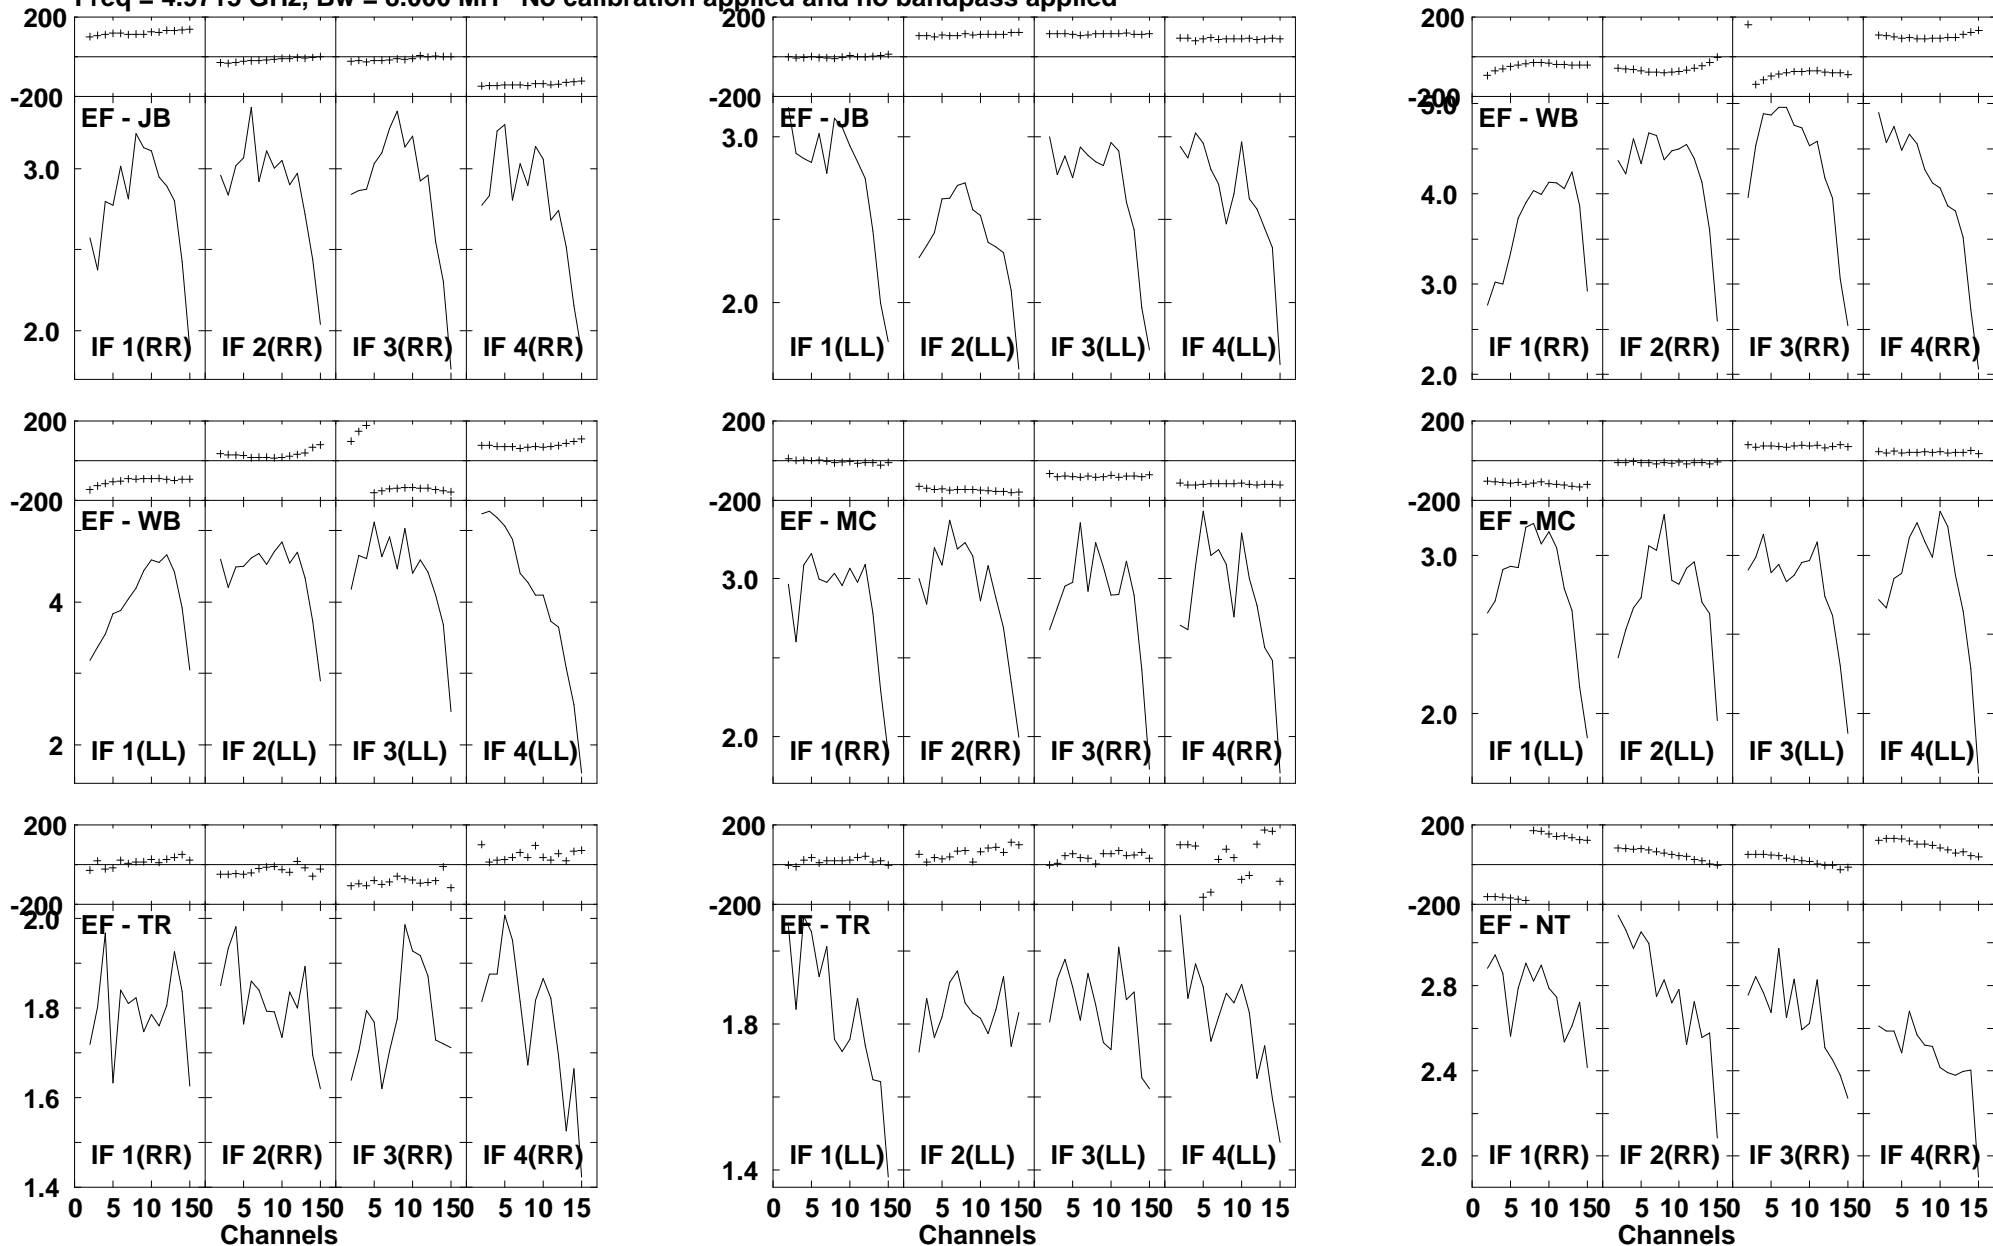 No calibration applied and no bandpass applied
200
200
200
-200
-200
-200
EF - JB
EF - JB
EF - WB
5.0
3.0
3.0
4.0
3.0
2.0
2.0
2.0
IF 1(RR) IF 2(RR) IF 3(RR) IF 4(RR)
IF 1(LL) IF 2(LL) IF 3(LL) IF 4(LL)
IF 1(RR) IF 2(RR) IF 3(RR) IF 4(RR)
200
200
200
-200
-200
-200
EF - WB
EF - MC
EF - MC
4
3.0
3.0
2
2.0
2.0
IF 1(LL) IF 2(LL) IF 3(LL) IF 4(LL)
IF 1(RR) IF 2(RR) IF 3(RR) IF 4(RR)
IF 1(LL) IF 2(LL) IF 3(LL) IF 4(LL)
200
200
200
-200
-200
-200
EF - TR
EF - TR
EF - NT
2.0
1.8
1.6
1.4
1.8
1.4
2.8
2.4
2.0
IF 1(RR) IF 2(RR) IF 3(RR) IF 4(RR)
IF 1(LL) IF 2(LL) IF 3(LL) IF 4(LL)
IF 1(RR) IF 2(RR) IF 3(RR) IF 4(RR)
0 5 10 150 5 10 150 5 10 150 5 10 15
0 5 10 150 5 10 150 5 10 150 5 10 15
0 5 10 150 5 10 150 5 10 150 5 10 15
Channels
Channels
Channels